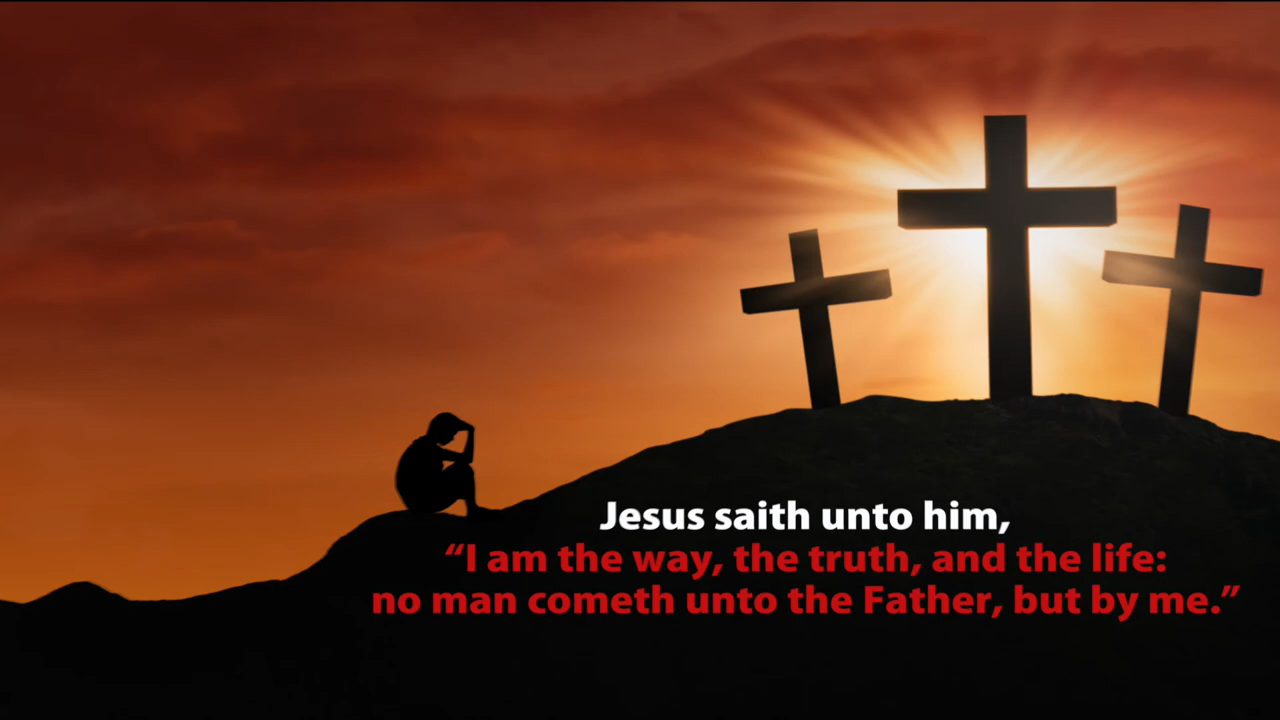 Jesus saith unto him,
“I am the way, the truth, and the life:
no man cometh unto the Father, but by me.”